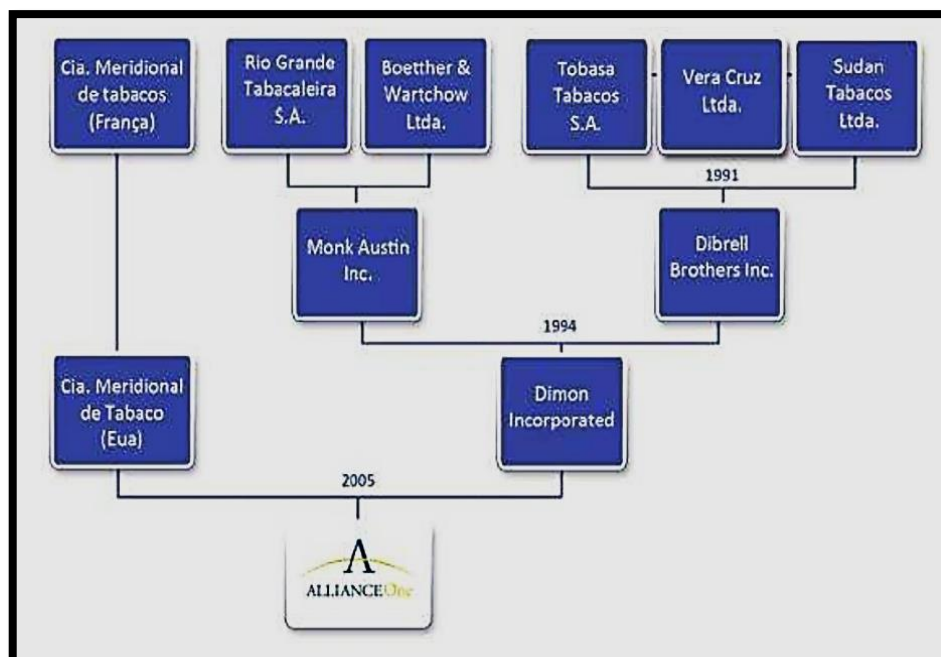 Cia. Meridional
de tabacos
(França)
Rio Grande
Tabacaleira
S.A.
Boetther &
Wartchow
Ltda.
Tobasa
Tabacos
S.A.
Vera Cruz
Ltda.
Sudan
Tabacos
Ltda.
1991
Monk Austin
Inc.
Dibrell
Brothers Inc.
1994
Cia. Meridional
de Tabaco
(Eua)
Dimon
Incorporated
2005
ALLIANCEOne